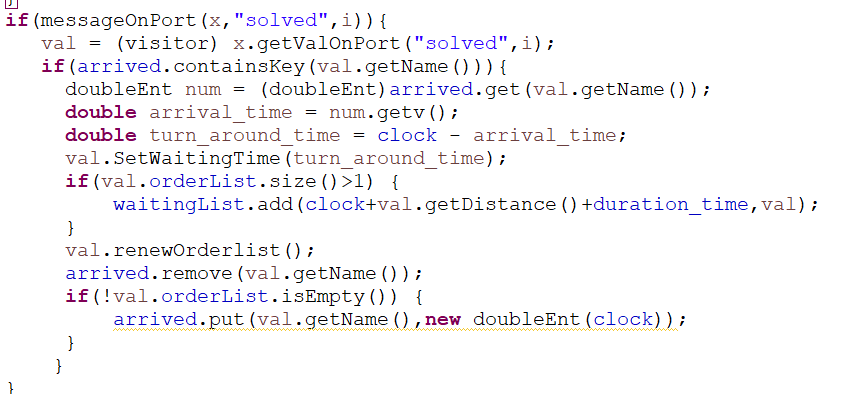 }
if(messageOnPort(x,"solved",i)){
   val = (visitor) x.getValOnPort("solved",i);
   if(arrived.containsKey(val.getName())){
     doubleEnt num = (doubleEnt)arrived.get(val.getName());
     double arrival_time = num.getv();
     double turn_around_time = clock - arrival_time;
     val.SetWaitingTime(turn_around_time);
     if(val.orderList.size()>1) {
         waitingList.add(clock+val.getDistance()+duration_time,val);
     }
     val.renewOrderlist();
     arrived.remove(val.getName());
     if(!val.orderList.isEmpty()) {
         arrived.put(val.getName(),new doubleEnt(clock));
     }
    }
}